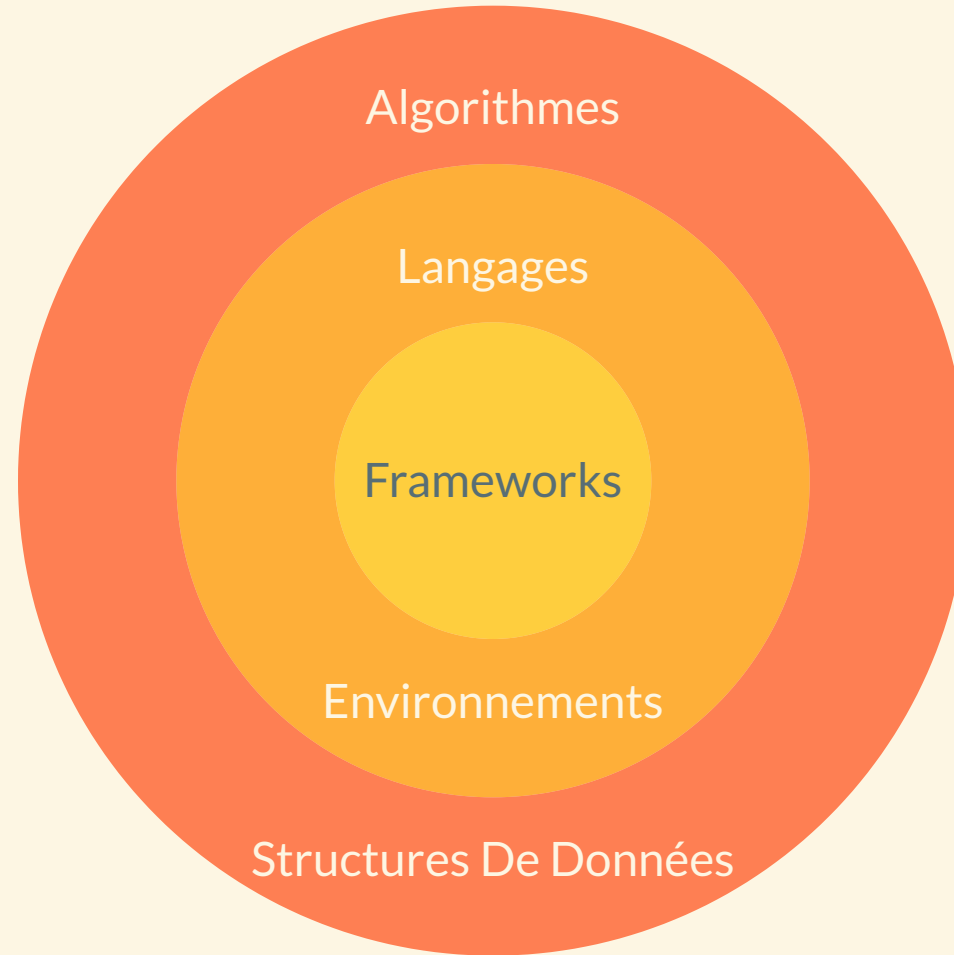 Algorithmes
Langages
Frameworks
Environnements
Structures De Données